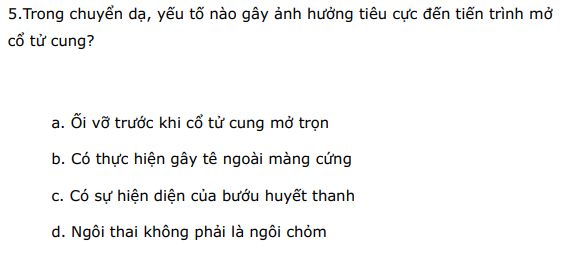 5.Trong chuyển dạ, yếu tố nào gây ảnh hưởng tiêu cực đến tiến trình mở
cổ tử cung?
a. Ối vỡ trước khi cổ tử cung mở trọn
b. Có thực hiện gây tê ngoài màng cứng
c. Có sự hiện diện của bướu huyết thanh
d. Ngôi thai không phải là ngôi chỏm